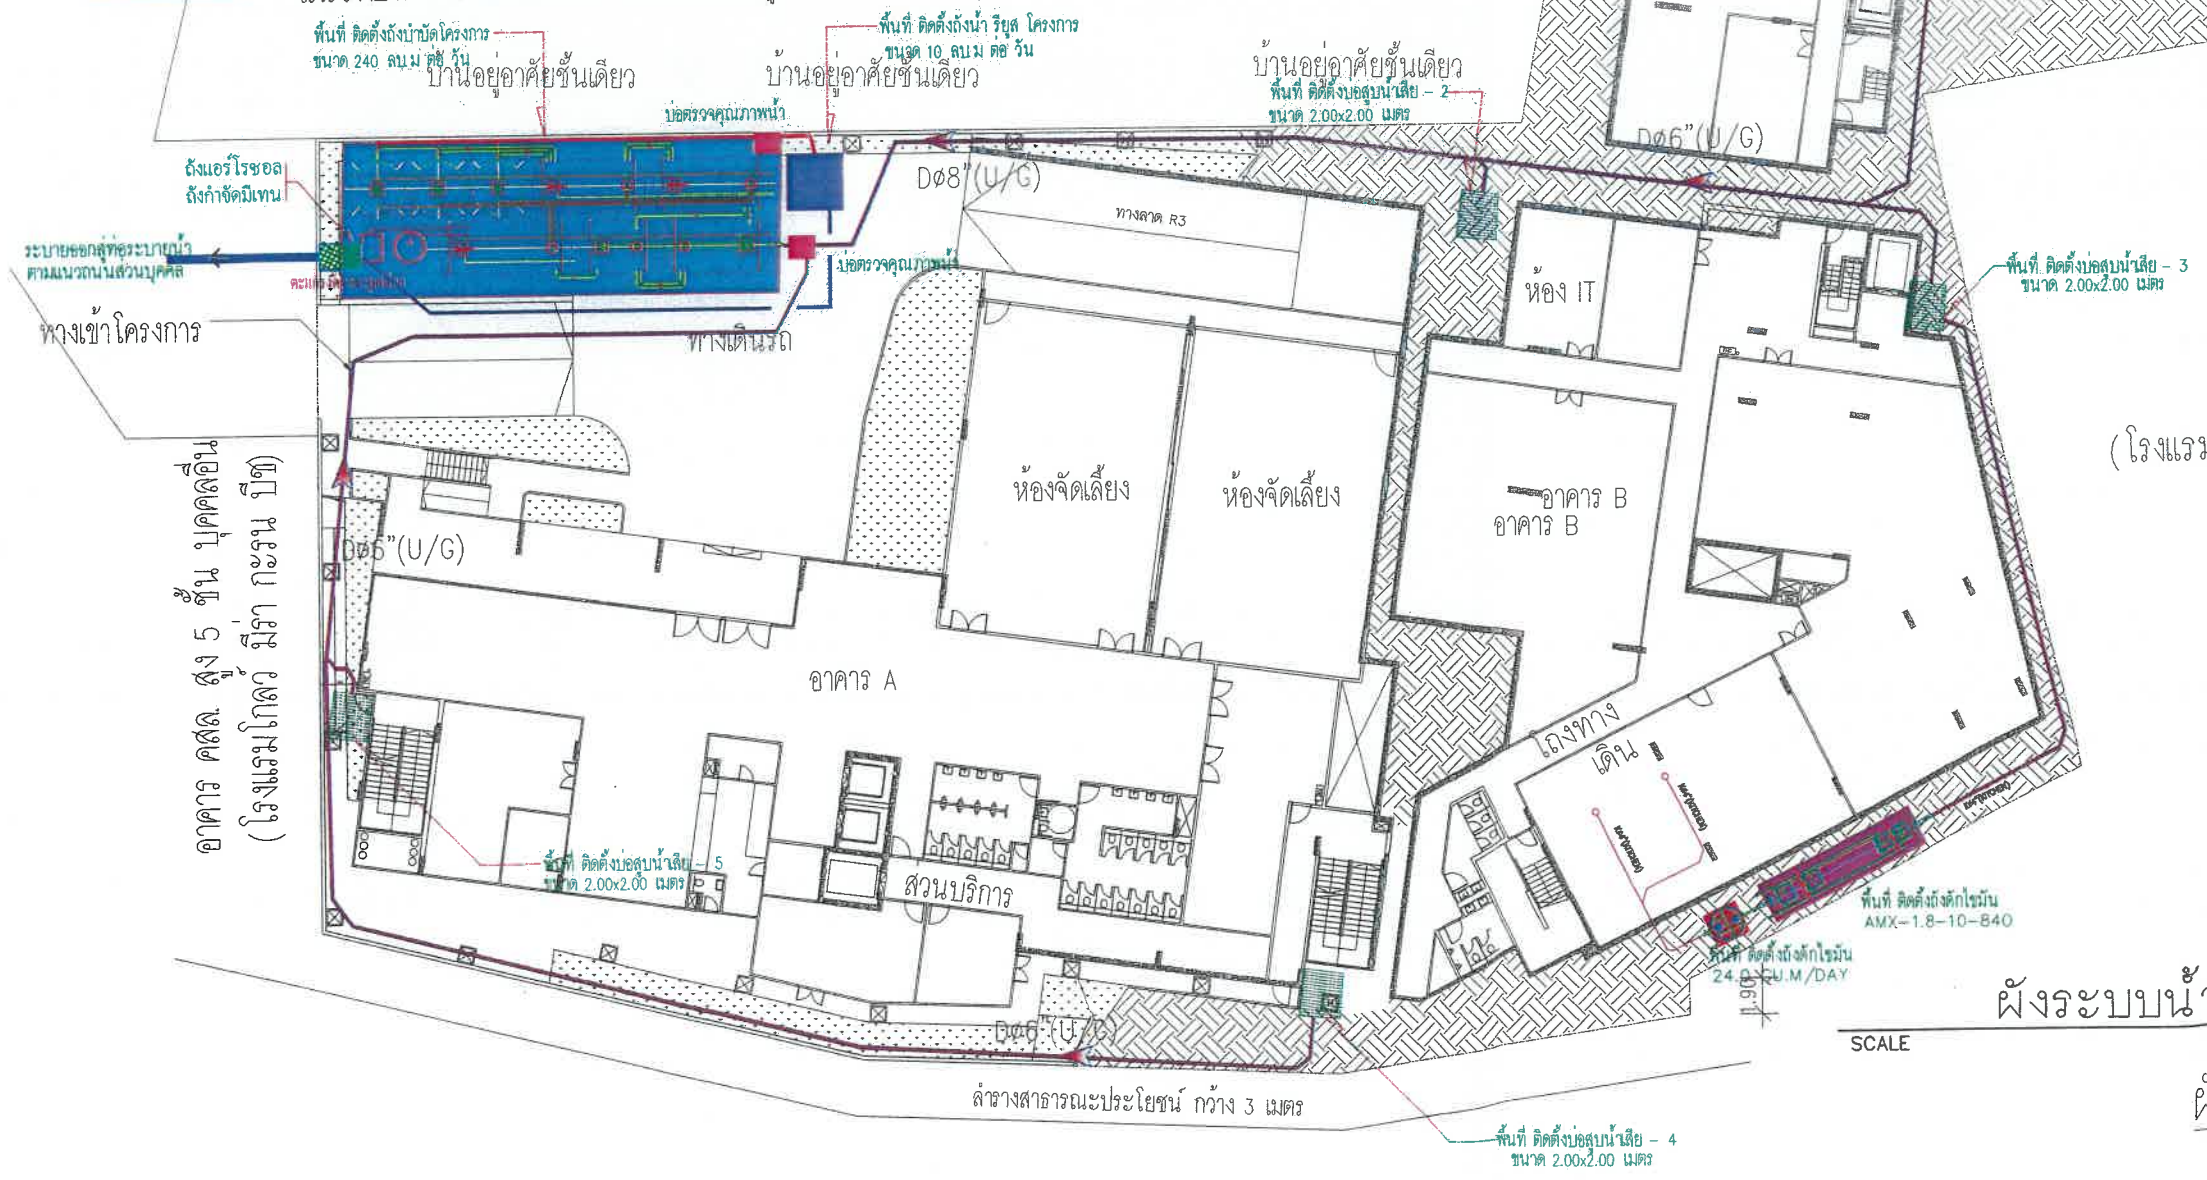 พื้นที่ ติดตั้งถังบำบัดโครงการ
ขนาด 240 ลบ.ม ต่อ วัน
บ้านอยู่อาศัยชั้นเดียว
พื้นที่ ติดตั้งถังน้ำ รียูส โครงการ
ขนาด 10 ลบ.ม ต่อ วัน
บ้านอยู่อาศัยชั้นเดียว
บ้านอยู่อาศัยชั้นเดียว
พื้นที่ ติดตั้งบ่อสูบน้ำเสีย - 2
ขนาด 2.00x2.00 เมตร
บ่อตรวจคุณภาพน้ำ
DØ6"(U/G)
ถังแอร์โรซอล
ถังกำจัดมีเทน
DØ8"(U/G)
ทางลาด R3
ระบายออกสู่ท่อระบายน้ำ
ตามแนวถนนส่วนบุคคล
บ่อตรวจคุณภาพน้ำ
พื้นที่ ติดตั้งบ่อสูบน้ำเสีย - 3
ขนาด 2.00x2.00 เมตร
ห้อง IT
ทางเข้าโครงการ
ทางเดินรถ
(โรงแรม
ห้องจัดเลี้ยง
ห้องจัดเลี้ยง
อาคาร B
อาคาร B
อาคาร คสล. สูง 5 ชั้น บุคคลอื่น
(โรงแรมโกลว์ มีรา กะรน บีช)
DØ6"(U/G)
อาคาร A
โถงทาง
เดิน
พื้นที่ ติดตั้งบ่อสูบน้ำเสีย - 5
ขนาด 2.00x2.00 เมตร
ส่วนบริการ
พื้นที่ ติดตั้งถังดักไขมัน
AMX-1.8-10-840
พื้นที่ ติดตั้งถังดักไขมัน
24.0 CU.M/DAY
1.60
ผังระบบน้ำ
SCALE
DØ6"(U/G)
ลำรางสาธารณะประโยชน์ กว้าง 3 เมตร
พื้นที่ ติดตั้งบ่อสูบน้ำเสีย - 4
ขนาด 2.00x2.00 เมตร